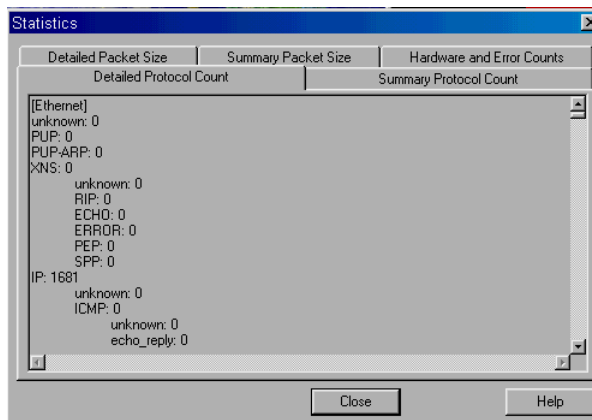 Statistics
Detailed Packet Size
Summary Packet Size
Hardware and Error Counts
Detailed Protocol Count
Summary Protocol Count
[Ethernet]
unknown: 0
PUP: 0
PUP-ARP: 0
XNS: 0
unknown: 0
RIP: 0
ECHO: 0
ERROR: 0
PEP: 0
SPP: 0
IP: 1681
unknown: 0
ICMP: 0
unknown: 0
echo_reply: 0
Close
Help